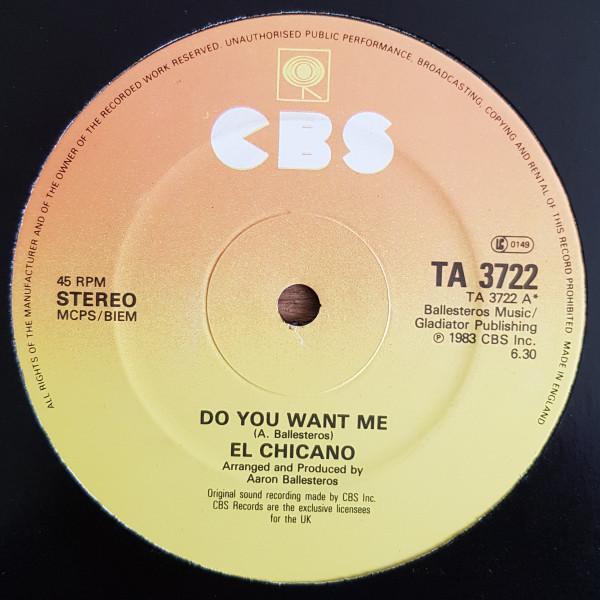 ALL RIGHTS OF THE MANUFACTURER AND OF THE OWNER OF THE RECORDED WORK RESERVED. UNAUTHORISED PUBLIC PERFORMANCE, BROADCASTING, COPYING AND RENTAL OF THIS RECORD PROHIBITED MADE IN ENGLAND
CBS
LC 0149
45 RPM
STEREO
MCPS/BIEM
TA 3722
TA 3722 A*
Ballesteros Music/
Gladiator Publishing
℗ 1983 CBS Inc.
6.30
DO YOU WANT ME
(A. Ballesteros)
EL CHICANO
Arranged and Produced by
Aaron Ballesteros
Original sound recording made by CBS Inc.
CBS Records are the exclusive licensees
for the UK